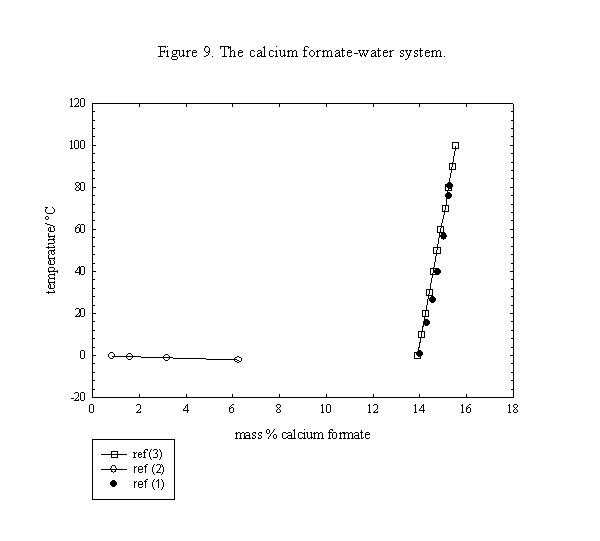 Figure 9. The calcium formate-water system.
120
100
80
60
40
20
0
-20
temperature/°C
0 2 4 6 8 10 12 14 16 18
mass % calcium formate
ref (3)
ref (2)
ref (1)